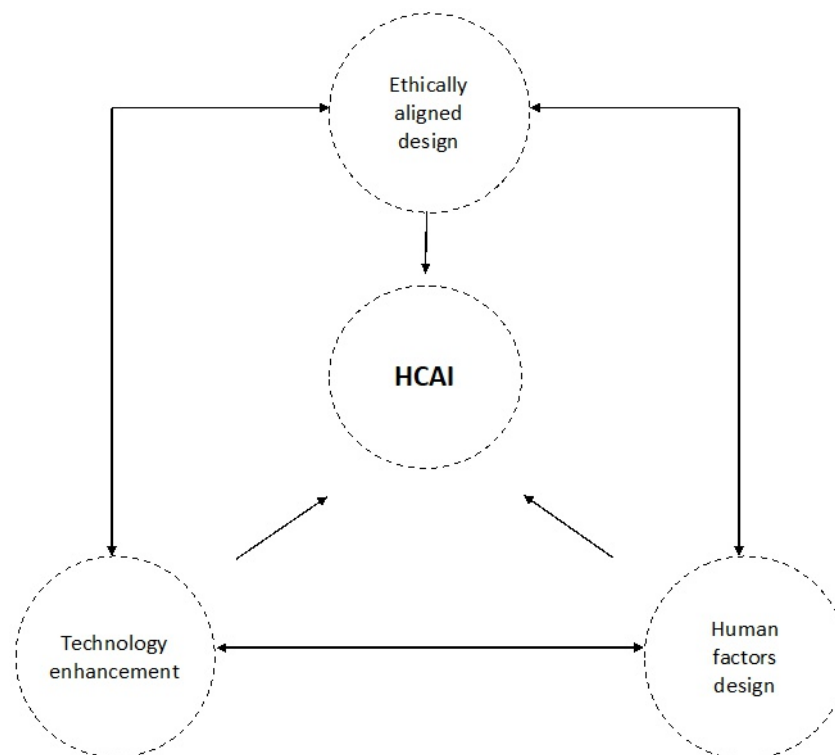 Ethically
aligned
design
HCAI
Technology
enhancement
Human
factors
design